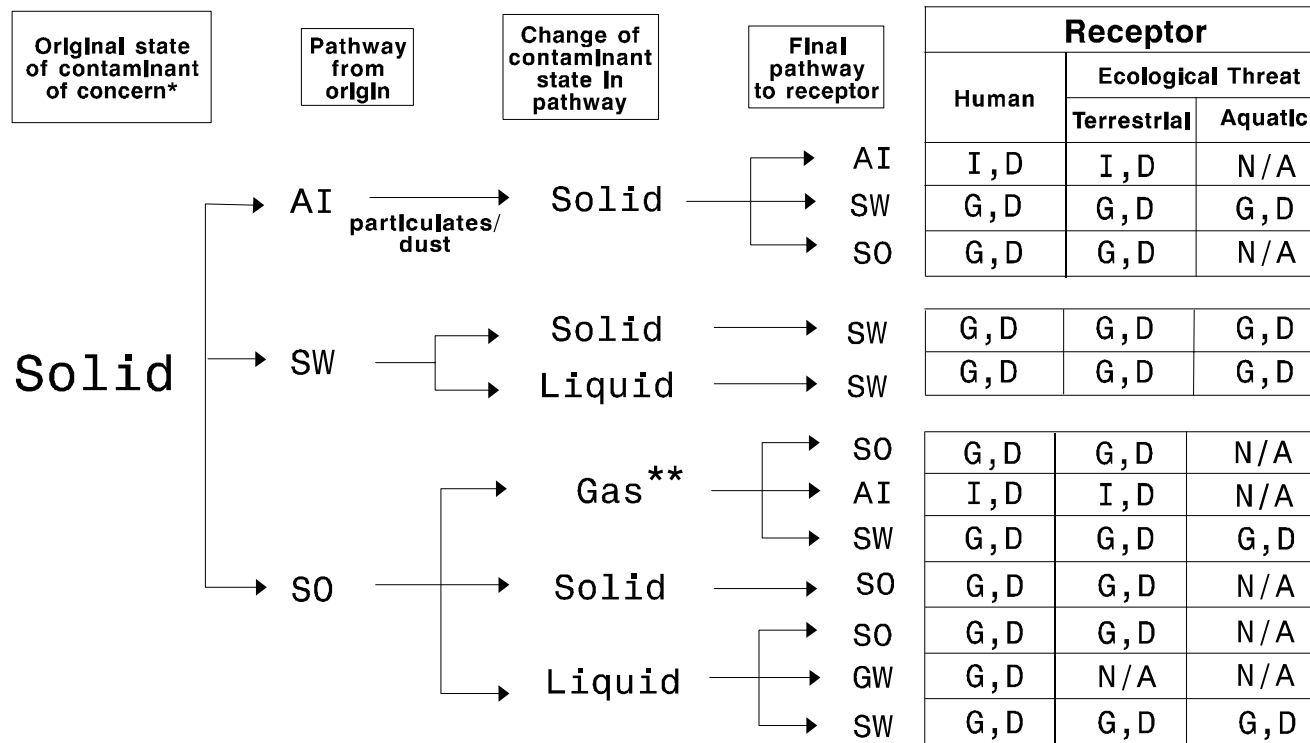 Original state
of contaminant
of concern*
Pathway
from
origin
Change of
contaminant
state in
pathway
Final
pathway
to receptor
Receptor
Human
Ecological Threat
Terrestrial
Aquatic
Solid
AI
particulates/
dust
Solid
AI
I,D
I,D
N/A
SW
G,D
G,D
G,D
SO
G,D
G,D
N/A
SW
Solid
SW
G,D
G,D
G,D
Liquid
SW
G,D
G,D
G,D
SO
Gas**
SO
G,D
G,D
N/A
AI
I,D
I,D
N/A
SW
G,D
G,D
G,D
Solid
SO
G,D
G,D
N/A
Liquid
SO
G,D
G,D
N/A
GW
G,D
N/A
N/A
SW
G,D
G,D
G,D